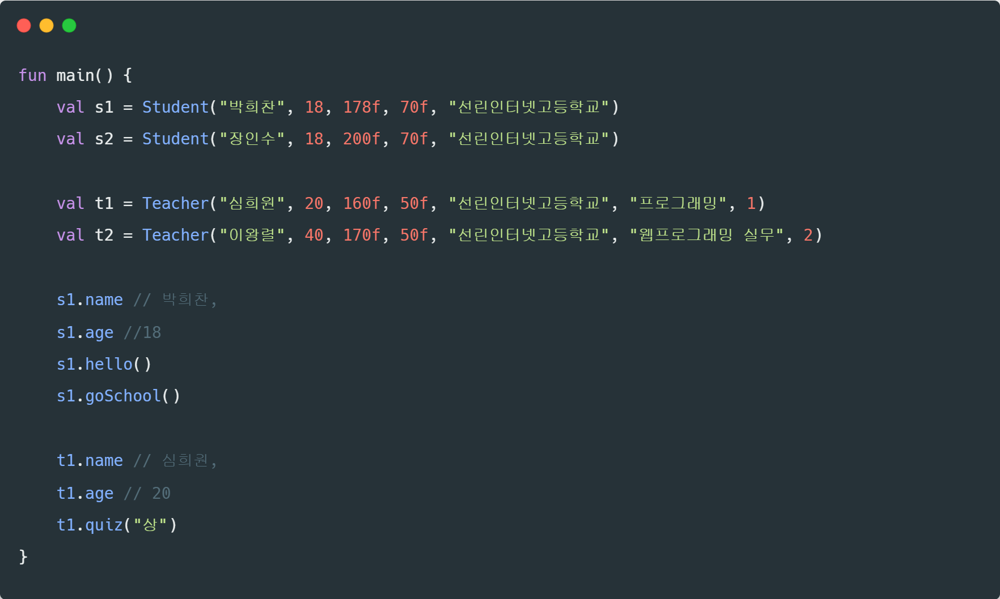 fun main() {
    val s1 = Student("박희찬", 18, 178f, 70f, "선린인터넷고등학교")
    val s2 = Student("장인수", 18, 200f, 70f, "선린인터넷고등학교")
    val t1 = Teacher("심희원", 20, 160f, 50f, "선린인터넷고등학교", "프로그래밍", 1)
    val t2 = Teacher("이왕렬", 40, 170f, 50f, "선린인터넷고등학교", "웹프로그래밍 실무", 2)
    s1.name // 박희찬,
    s1.age //18
    s1.hello()
    s1.goSchool()
    t1.name // 심희원,
    t1.age // 20
    t1.quiz("상")
}